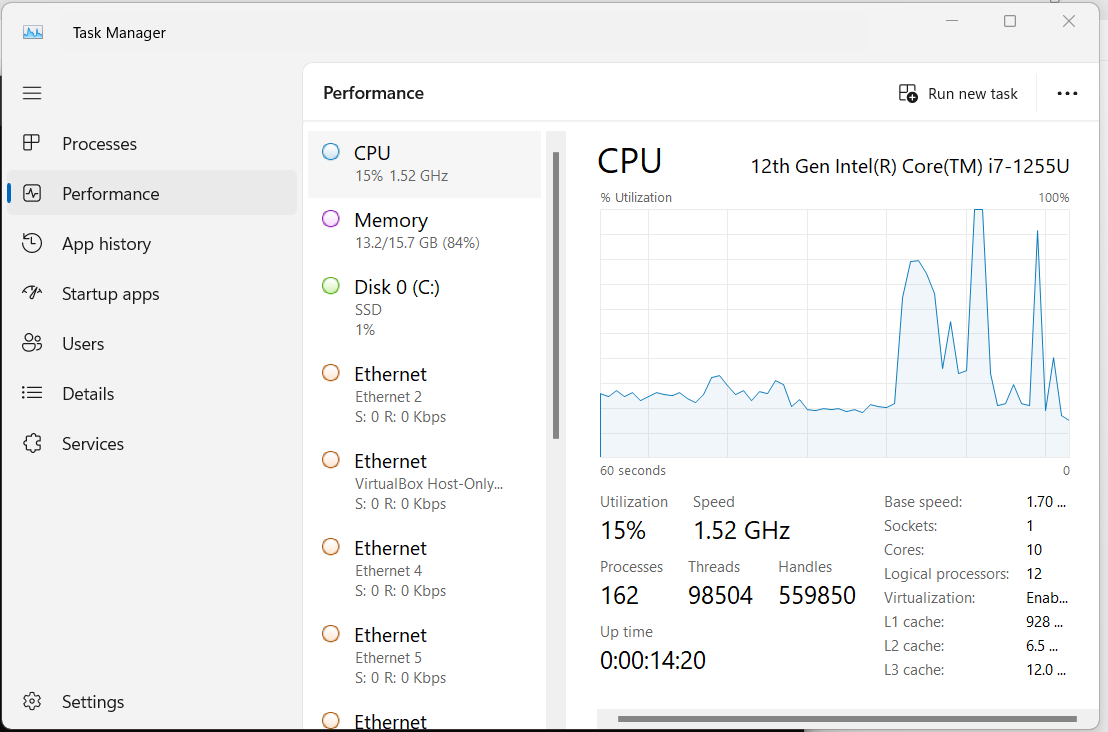 Task Manager
Performance
Run new task
Processes
Performance
App history
Startup apps
Users
Details
Services
Settings
CPU
15% 1.52 GHz
Memory
13.2/15.7 GB (84%)
Disk 0 (C:)
SSD
1%
Ethernet
Ethernet 2
S: 0 R: 0 Kbps
Ethernet
VirtualBox Host-Only...
S: 0 R: 0 Kbps
Ethernet
Ethernet 4
S: 0 R: 0 Kbps
Ethernet
Ethernet 5
S: 0 R: 0 Kbps
Ethernet
CPU 12th Gen Intel(R) Core(TM) i7-1255U
% Utilization 100%
60 seconds 0
Utilization Speed
15% 1.52 GHz
Processes Threads Handles
162 98504 559850
Up time
0:00:14:20
Base speed: 1.70 ...
Sockets: 1
Cores: 10
Logical processors: 12
Virtualization: Enab...
L1 cache: 928 ...
L2 cache: 6.5 ...
L3 cache: 12.0 ...